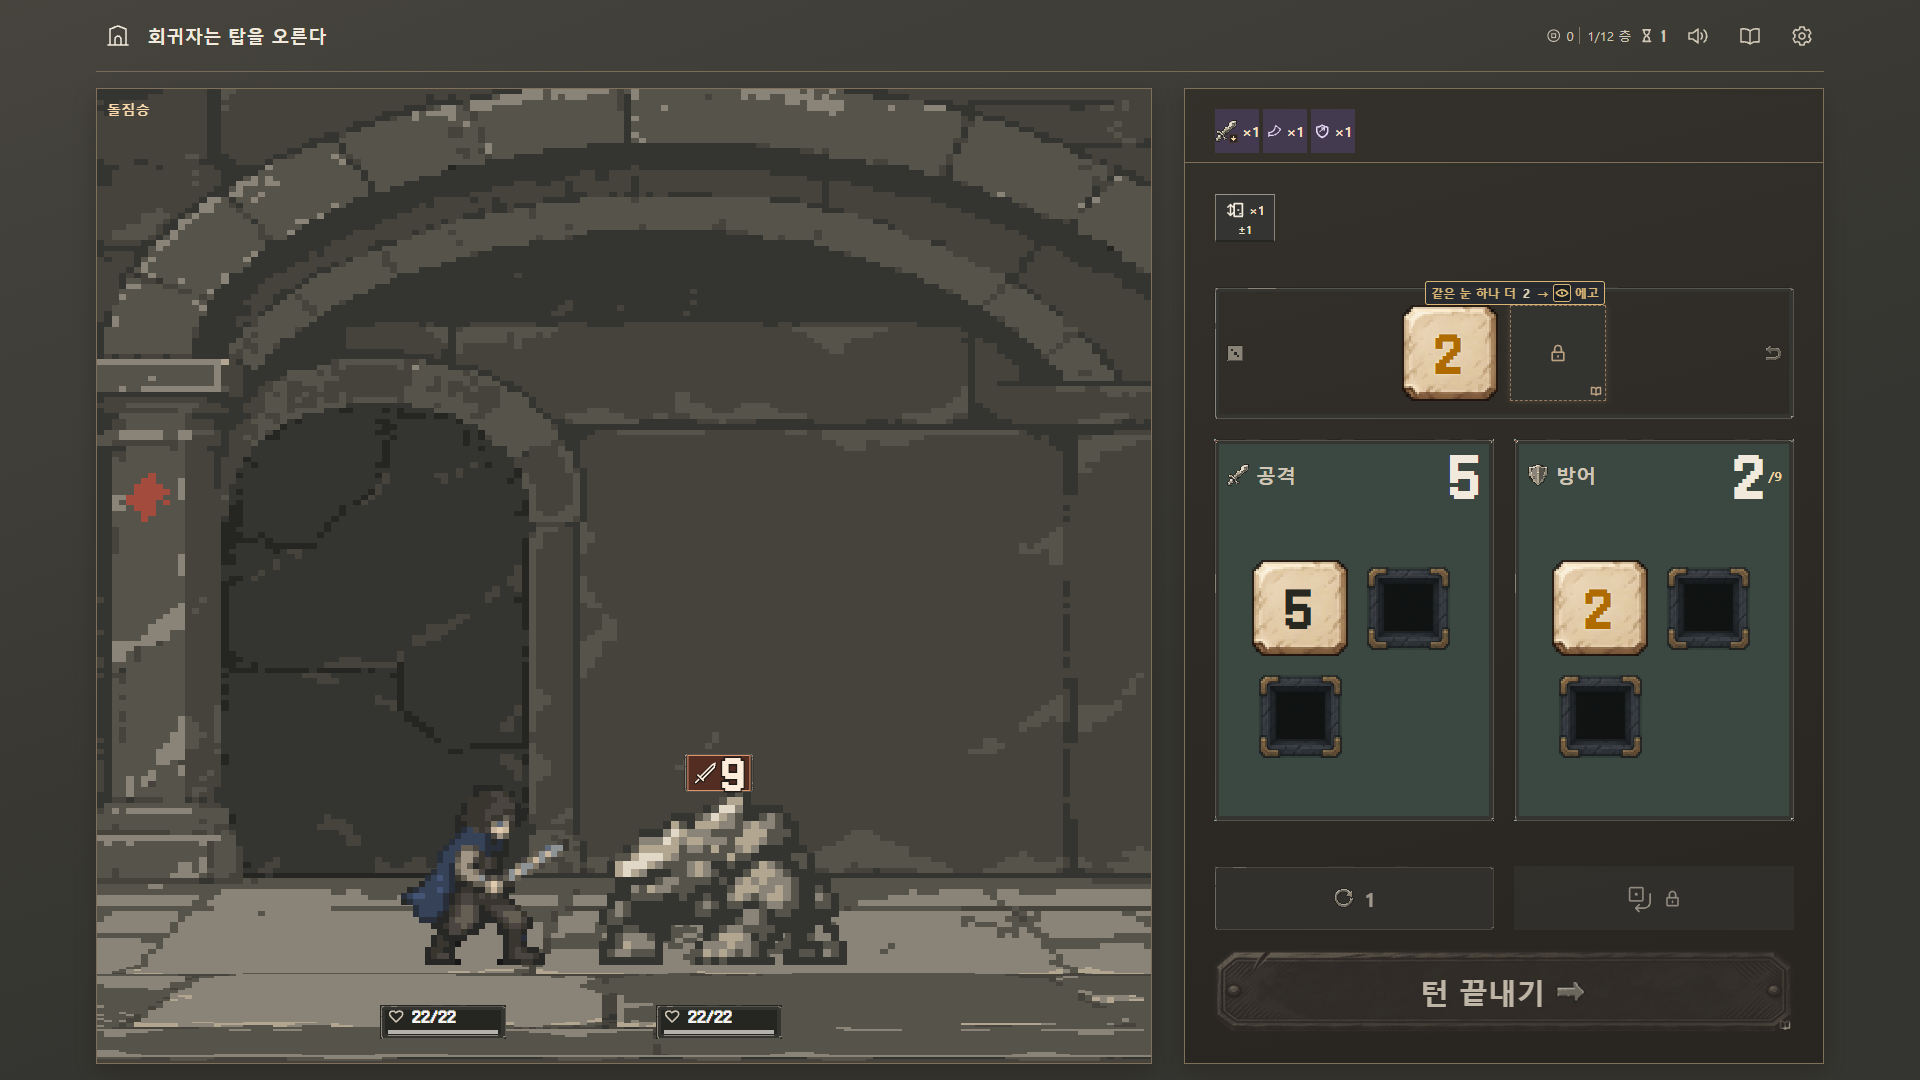 회귀자는 탑을 오른다
0 1/12 층 1
돌짐승
×1 ×1 ×1
×1
±1
같은 눈 하나 더 2 → 예고
2
공격 5
방어 2/9
5
2
9
22/22
22/22
1
턴 끝내기